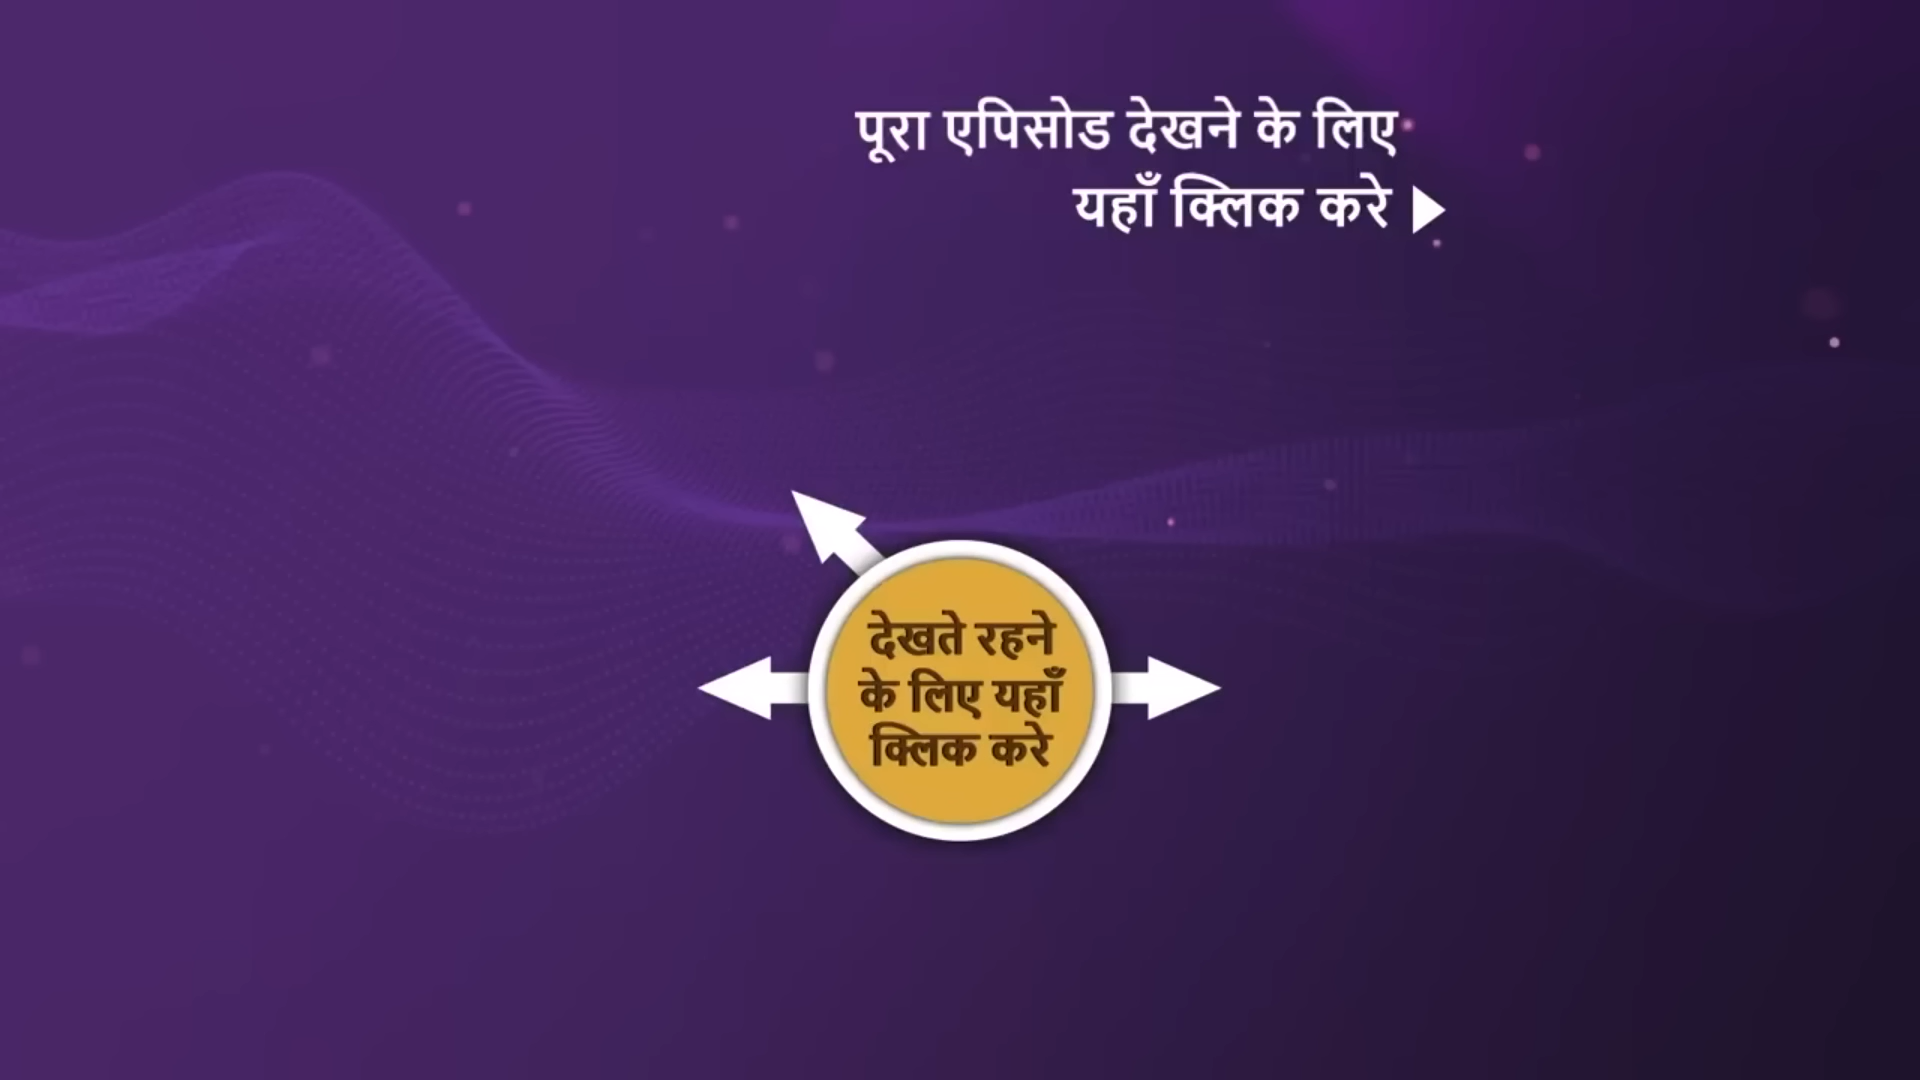 पूरा एपिसोड देखने के लिए
यहाँ क्लिक करे
देखते रहने
के लिए यहाँ
क्लिक करे